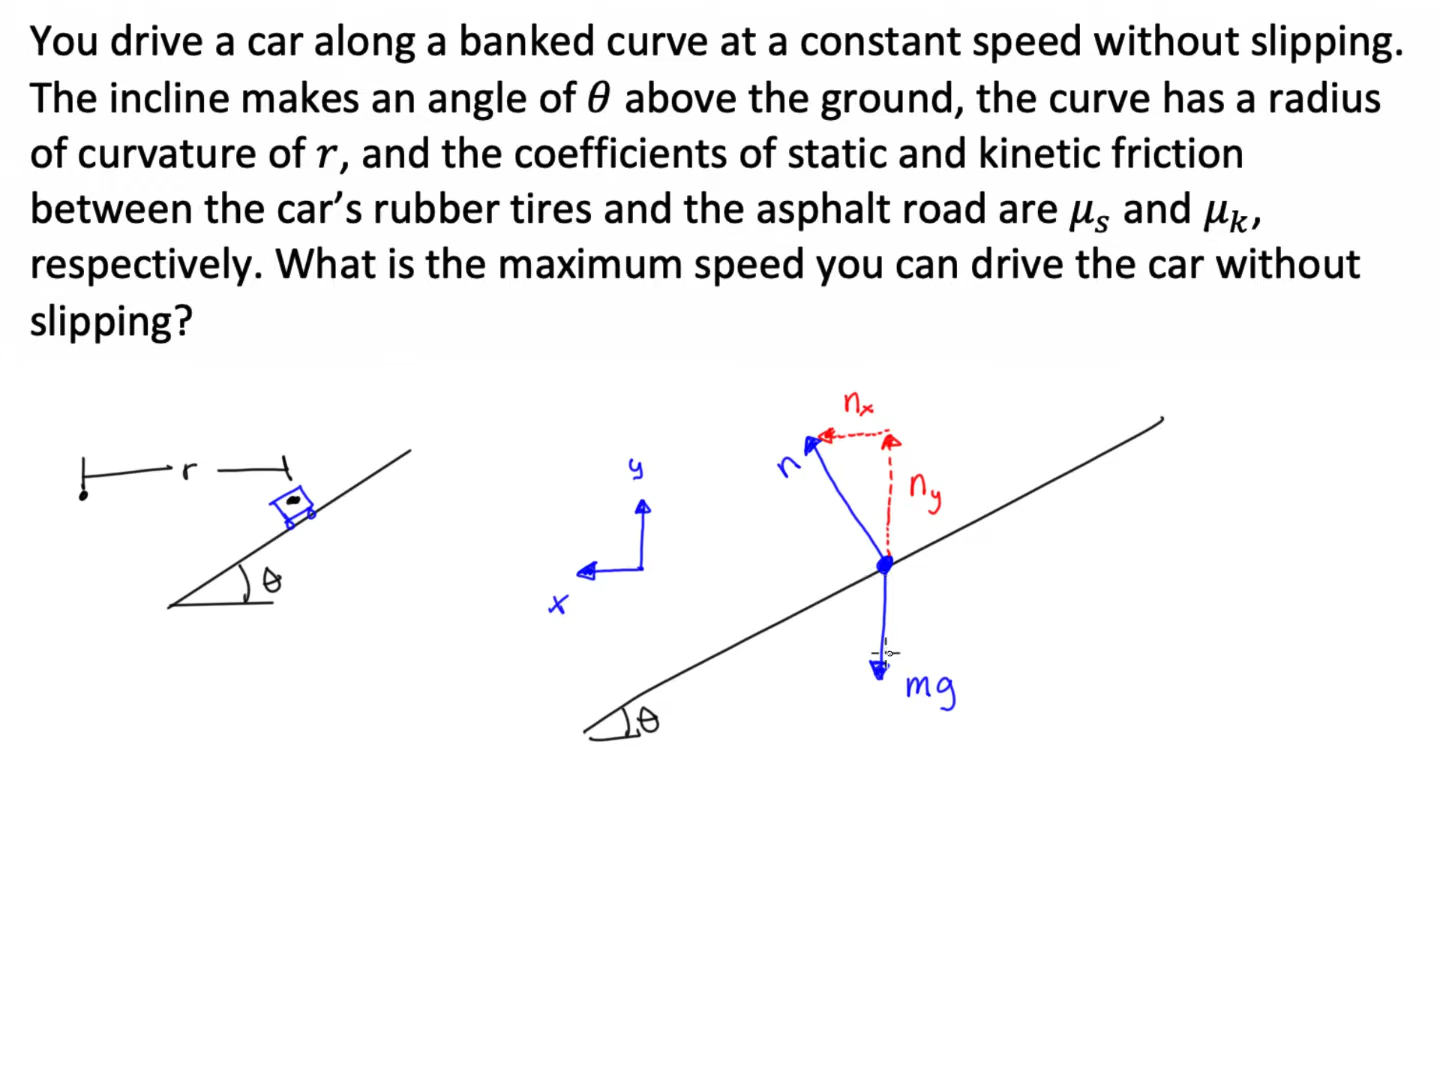 You drive a car along a banked curve at a constant speed without slipping.
The incline makes an angle of θ above the ground, the curve has a radius
of curvature of r, and the coefficients of static and kinetic friction
between the car’s rubber tires and the asphalt road are μs and μk,
respectively. What is the maximum speed you can drive the car without
slipping?
nx
r
y
n
ny
θ
x
mg
θ